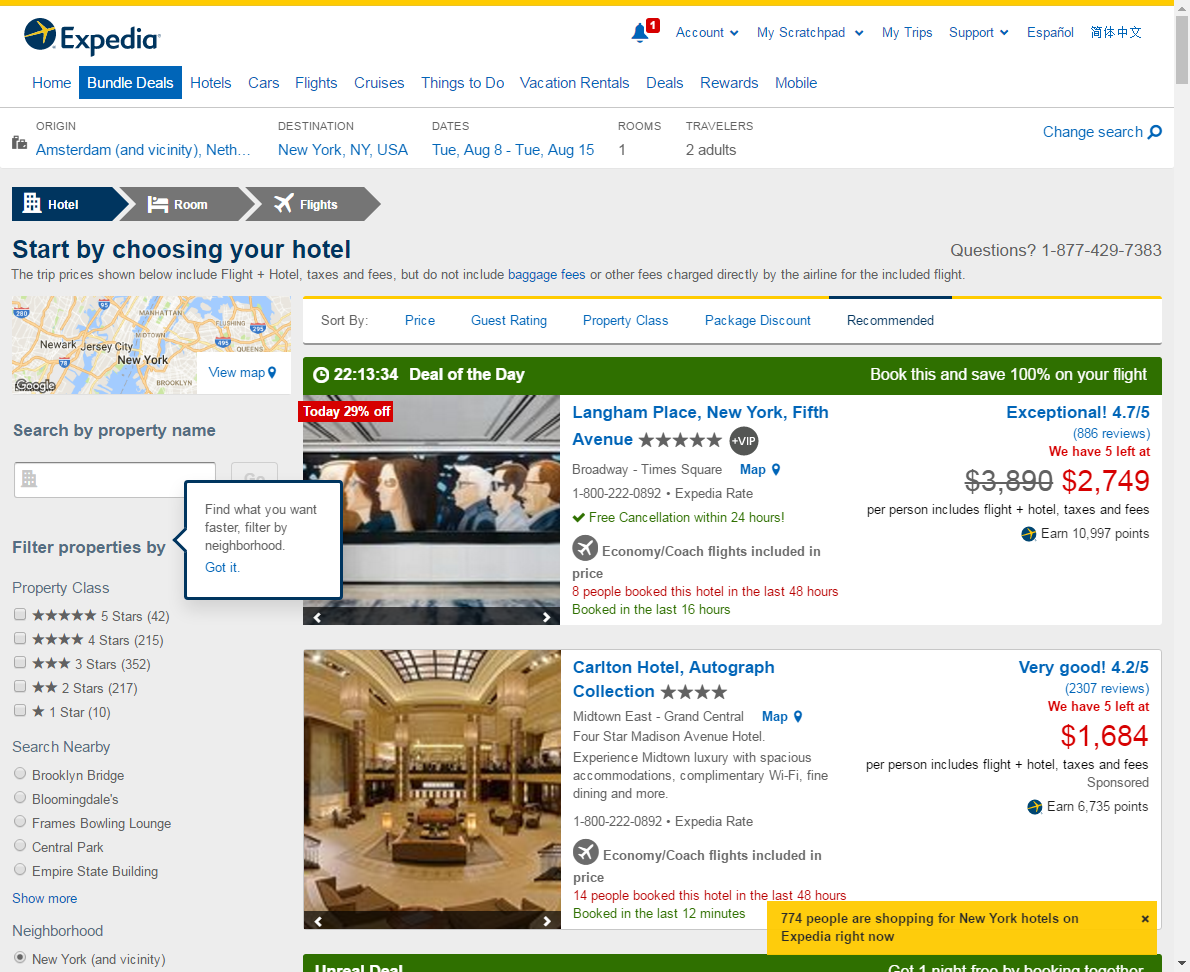 Expedia
1
Account
My Scratchpad
My Trips
Support
Español
简体中文
Home
Bundle Deals
Hotels
Cars
Flights
Cruises
Things to Do
Vacation Rentals
Deals
Rewards
Mobile
ORIGIN
DESTINATION
DATES
ROOMS
TRAVELERS
Amsterdam (and vicinity), Neth...
New York, NY, USA
Tue, Aug 8 - Tue, Aug 15
1
2 adults
Change search
Hotel
Room
Flights
Start by choosing your hotel
Questions? 1-877-429-7383
The trip prices shown below include Flight + Hotel, taxes and fees, but do not include baggage fees or other fees charged directly by the airline for the included flight.
280
95
MANHATTAN
FLUSHING
295
MIDTOWN
Newark
Jersey City
495
QUEENS
New York
78
BROOKLYN
Google
View map
Search by property name
Go
Find what you want
faster, filter by
neighborhood.
Got it.
Filter properties by
Property Class
5 Stars (42)
4 Stars (215)
3 Stars (352)
2 Stars (217)
1 Star (10)
Search Nearby
Brooklyn Bridge
Bloomingdale's
Frames Bowling Lounge
Central Park
Empire State Building
Show more
Neighborhood
New York (and vicinity)
Sort By:
Price
Guest Rating
Property Class
Package Discount
Recommended
22:13:34 Deal of the Day
Book this and save 100% on your flight
Today 29% off
Langham Place, New York, Fifth
Avenue
+VIP
Broadway - Times Square
Map
1-800-222-0892 • Expedia Rate
Free Cancellation within 24 hours!
Economy/Coach flights included in
price
8 people booked this hotel in the last 48 hours
Booked in the last 16 hours
Exceptional! 4.7/5
(886 reviews)
We have 5 left at
$3,890 $2,749
per person includes flight + hotel, taxes and fees
Earn 10,997 points
Carlton Hotel, Autograph
Collection
Midtown East - Grand Central
Map
Four Star Madison Avenue Hotel.
Experience Midtown luxury with spacious
accommodations, complimentary Wi-Fi, fine
dining and more.
1-800-222-0892 • Expedia Rate
Economy/Coach flights included in
price
14 people booked this hotel in the last 48 hours
Booked in the last 12 minutes
Very good! 4.2/5
(2307 reviews)
We have 5 left at
$1,684
per person includes flight + hotel, taxes and fees
Sponsored
Earn 6,735 points
774 people are shopping for New York hotels on
Expedia right now
Unreal Deal
Got 1 night free by booking together